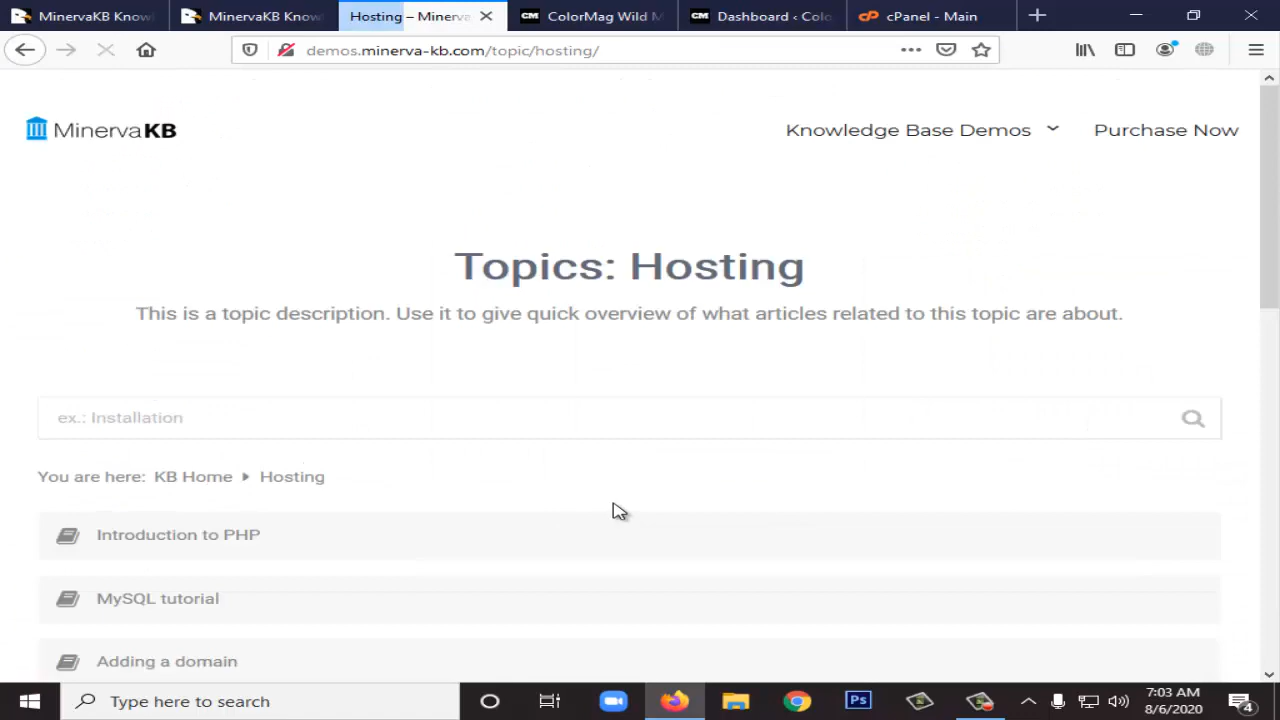 MinervaKB Know
MinervaKB Know
Hosting – Minerva
ColorMag Wild M
Dashboard ‹ Colo
cPanel - Main
demos.minerva-kb.com/topic/hosting/
MinervaKB
Knowledge Base Demos
Purchase Now
Topics: Hosting
This is a topic description. Use it to give quick overview of what articles related to this topic are about.
ex.: Installation
You are here: KB Home Hosting
Introduction to PHP
MySQL tutorial
Adding a domain
Type here to search
7:03 AM
8/6/2020
4